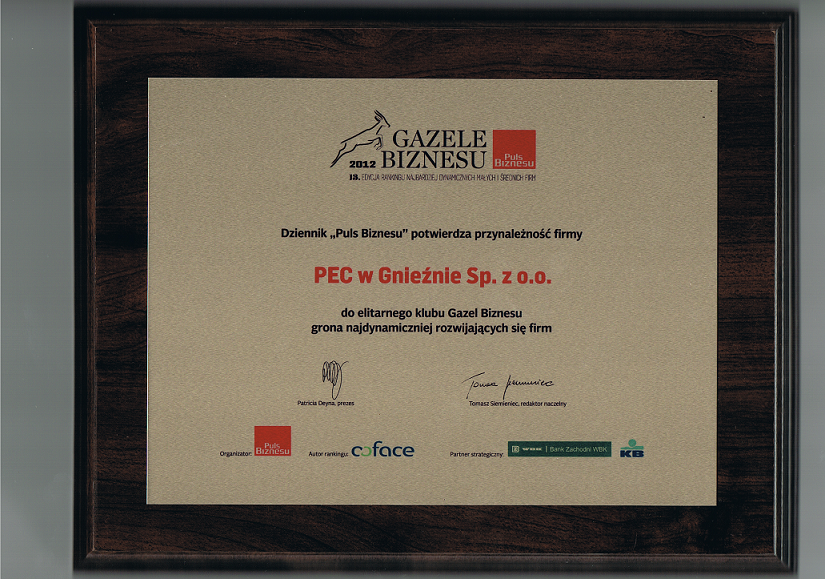 GAZELE
2012 BIZNESU
Puls Biznesu
13. EDYCJA RANKINGU NAJBARDZIEJ DYNAMICZNYCH MAŁYCH I ŚREDNICH FIRM
Dziennik „Puls Biznesu” potwierdza przynależność firmy
PEC w Gnieźnie Sp. z o.o.
do elitarnego klubu Gazel Biznesu
grona najdynamiczniej rozwijających się firm
Patricia Deyna, prezes
Tomasz Siemieniec, redaktor naczelny
Organizator: Puls Biznesu
Autor rankingu: coface
Partner strategiczny: WBK | Bank Zachodni WBK KB